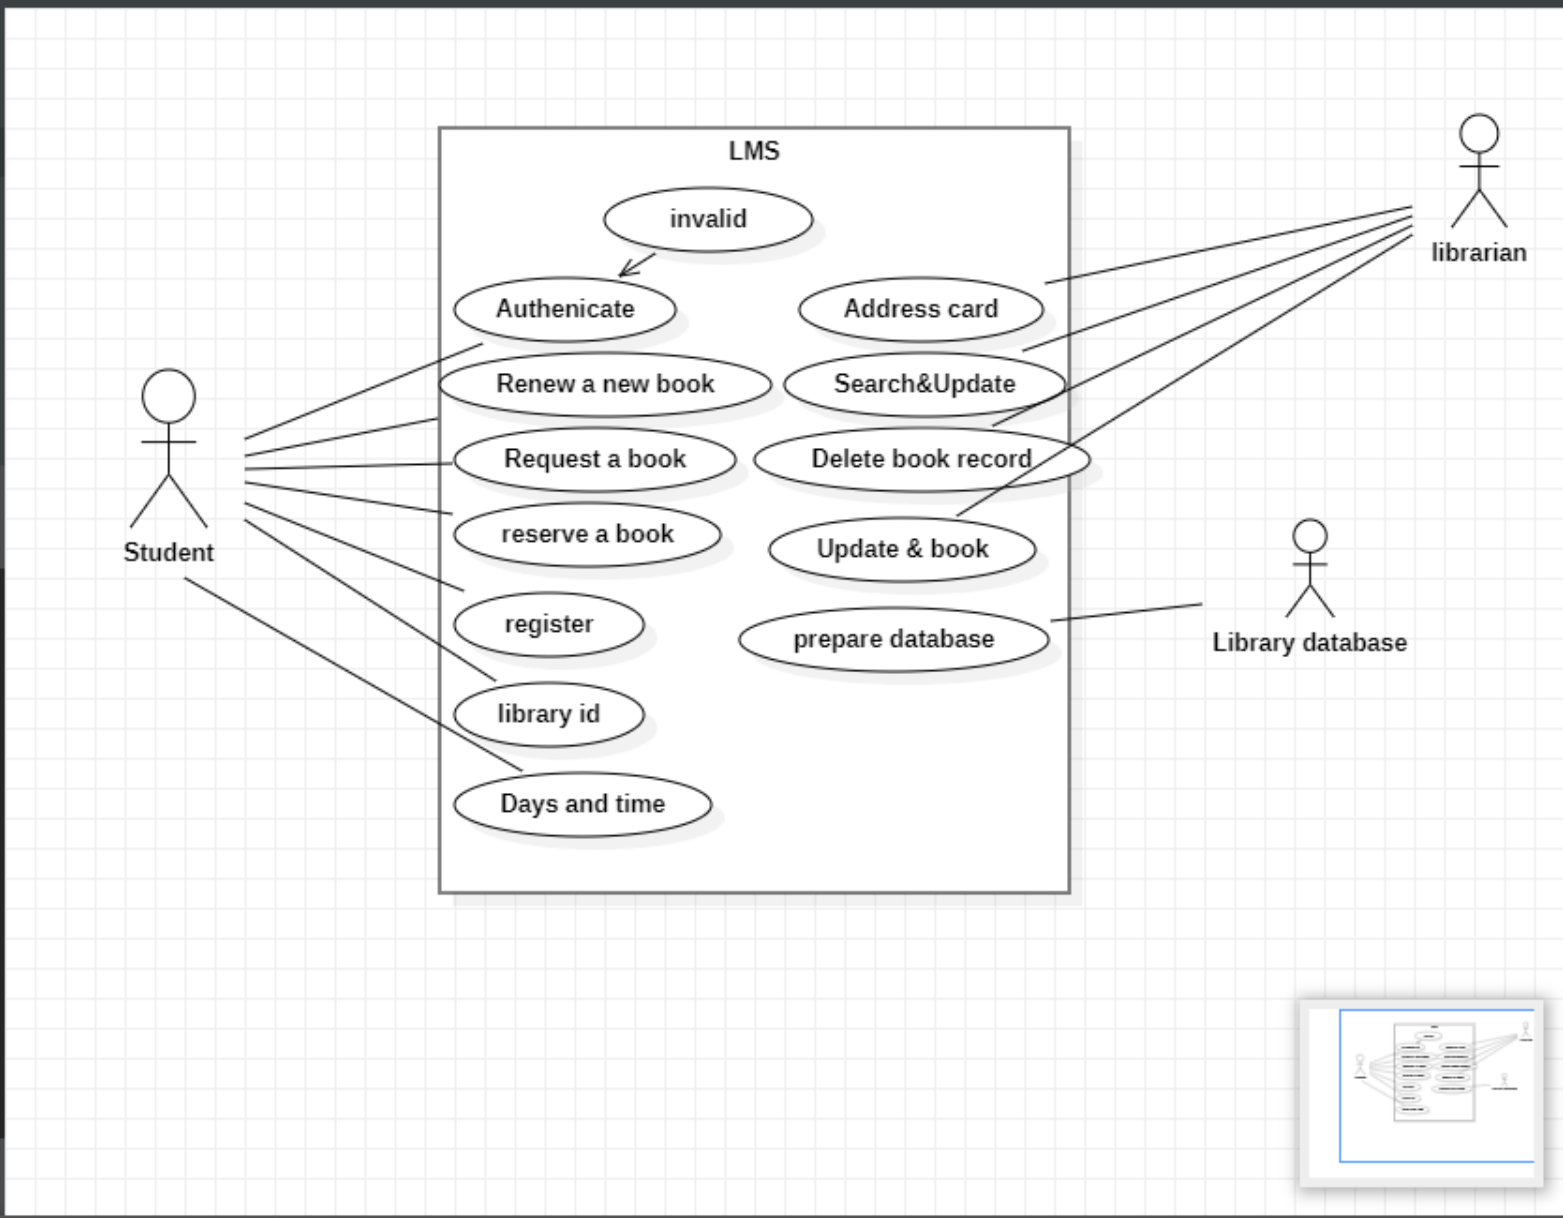 LMS
invalid
librarian
Authenicate
Address card
Renew a new book
Search&Update
Request a book
Delete book record
Student
reserve a book
Update & book
register
prepare database
Library database
library id
Days and time